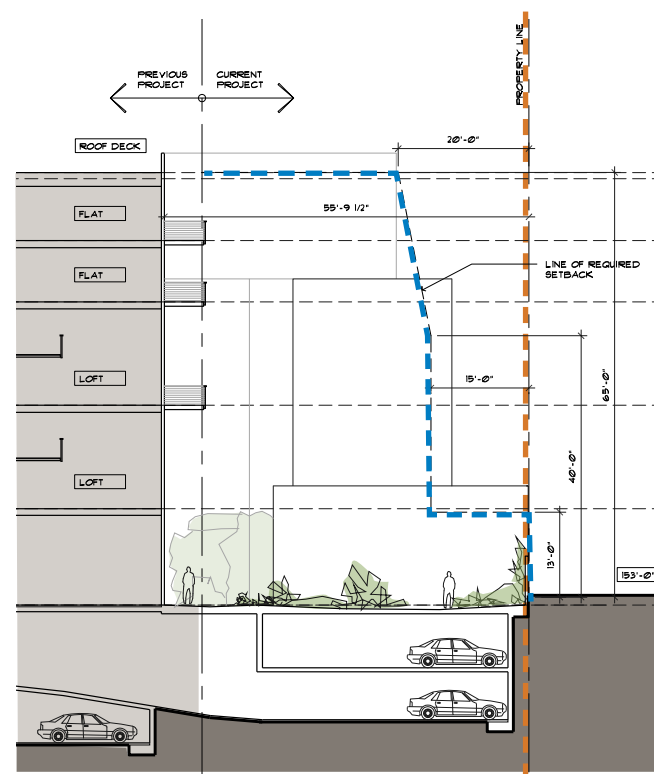 PROPERTY LINE
PREVIOUS PROJECT
CURRENT PROJECT
20'-0"
ROOF DECK
55'-9 1/2"
FLAT
LINE OF REQUIRED
SETBACK
FLAT
LOFT
15'-0"
65'-0"
40'-0"
LOFT
13'-0"
153'-0"